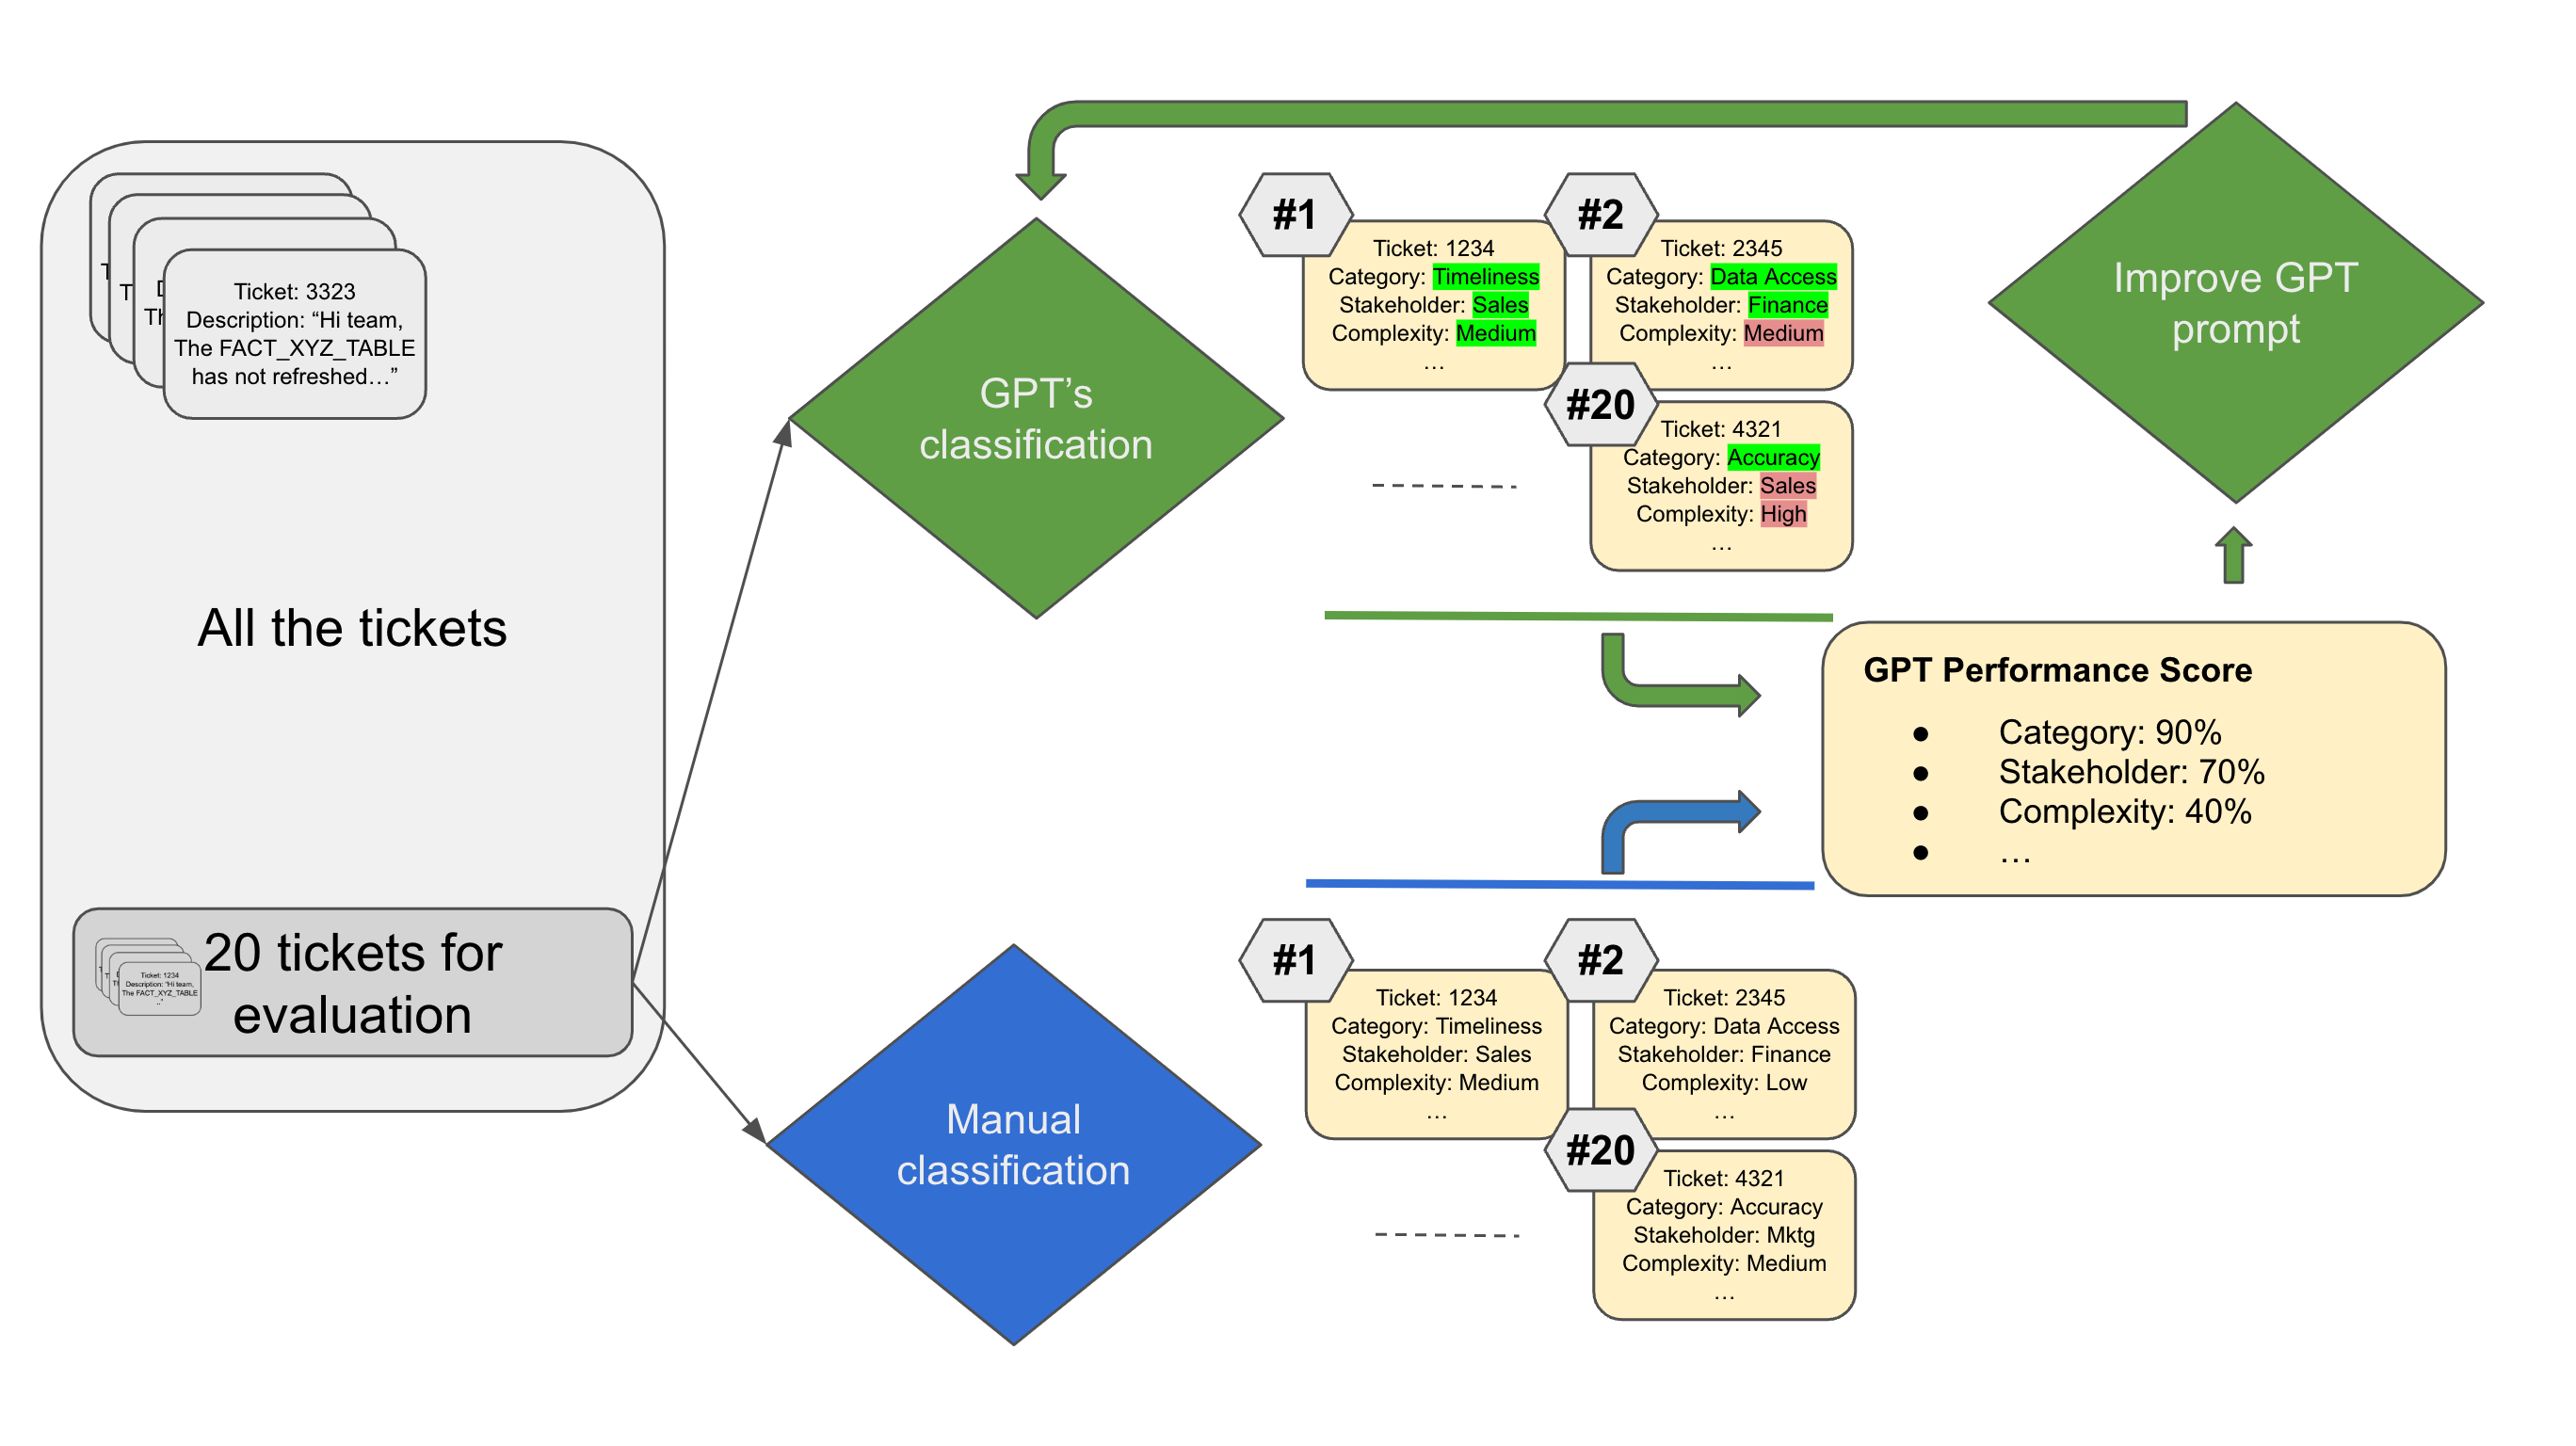 Ticket: 3323
Description: “Hi team,
The FACT_XYZ_TABLE
has not refreshed…”
All the tickets
20 tickets for
evaluation
Ticket: 1234
Description: “Hi team,
The FACT_XYZ_TABLE
..”
GPT’s
classification
#1
Ticket: 1234
Category: Timeliness
Stakeholder: Sales
Complexity: Medium
…
#2
Ticket: 2345
Category: Data Access
Stakeholder: Finance
Complexity: Medium
…
#20
Ticket: 4321
Category: Accuracy
Stakeholder: Sales
Complexity: High
…
Improve GPT
prompt
GPT Performance Score
● Category: 90%
● Stakeholder: 70%
● Complexity: 40%
● …
Manual
classification
#1
Ticket: 1234
Category: Timeliness
Stakeholder: Sales
Complexity: Medium
…
#2
Ticket: 2345
Category: Data Access
Stakeholder: Finance
Complexity: Low
…
#20
Ticket: 4321
Category: Accuracy
Stakeholder: Mktg
Complexity: Medium
…